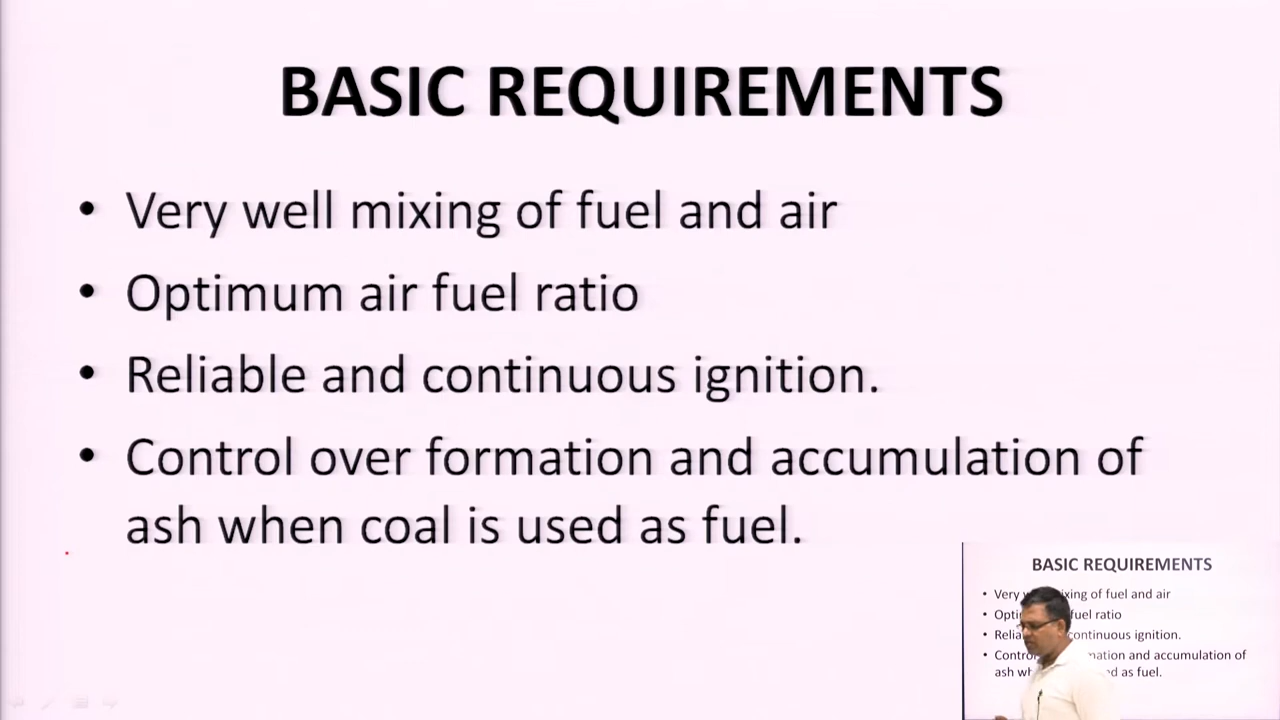 BASIC REQUIREMENTS
• Very well mixing of fuel and air
• Optimum air fuel ratio
• Reliable and continuous ignition.
• Control over formation and accumulation of
ash when coal is used as fuel.
BASIC REQUIREMENTS
• Very ixing of fuel and air
• Opti fuel ratio
• Relia continuous ignition.
• Contro mation and accumulation of
ash wh d as fuel.